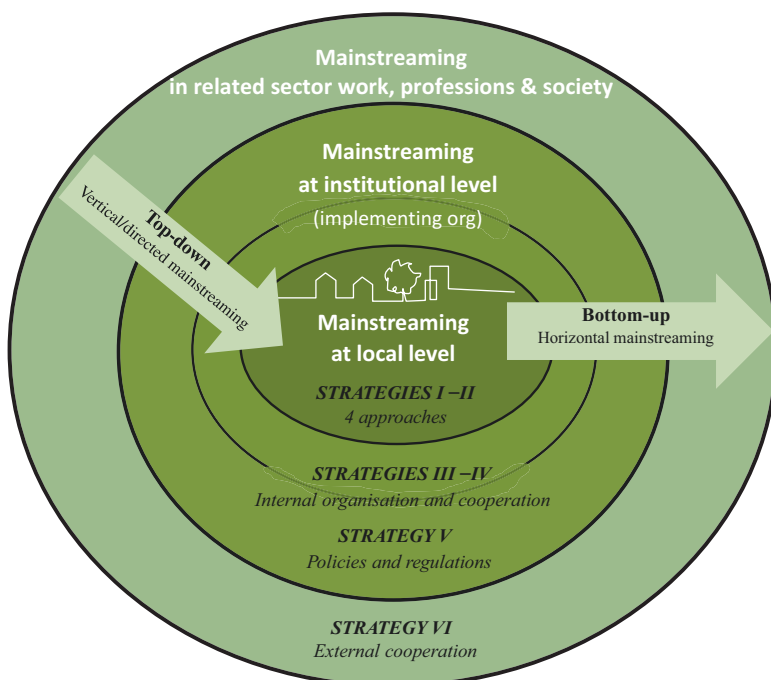 Mainstreaming
in related sector work, professions & society
Mainstreaming
at institutional level
(implementing org)
Top-down
Vertical/directed mainstreaming
Mainstreaming
at local level
Bottom-up
Horizontal mainstreaming
STRATEGIES I –II
4 approaches
STRATEGIES III –IV
Internal organisation and cooperation
STRATEGY V
Policies and regulations
STRATEGY VI
External cooperation